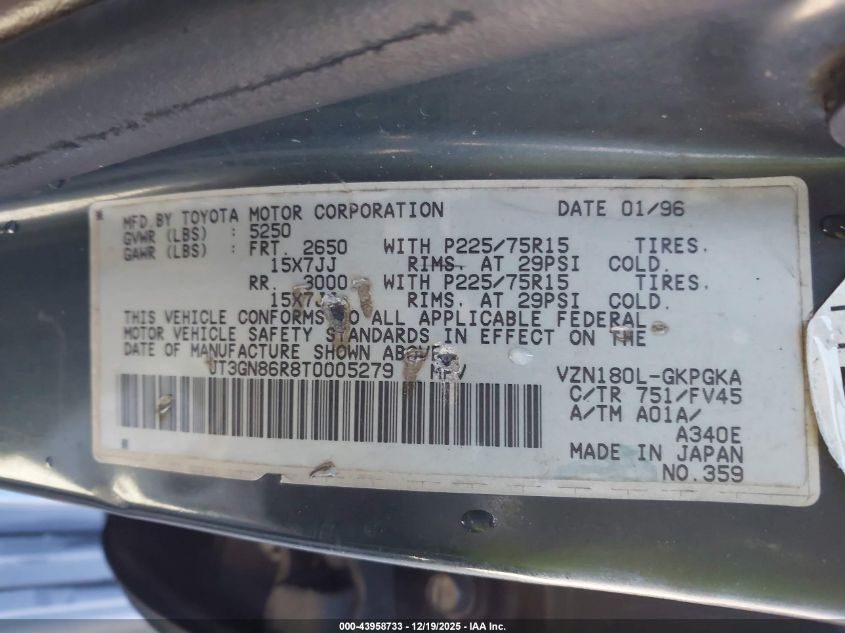 MFD BY TOYOTA MOTOR CORPORATION DATE 01/96
GVWR (LBS) : 5250
GAWR (LBS) : FRT. 2650 WITH P225/75R15 TIRES.
15X7JJ RIMS. AT 29PSI COLD.
RR. 3000 WITH P225/75R15 TIRES.
15X7JJ RIMS. AT 29PSI COLD.
THIS VEHICLE CONFORMS TO ALL APPLICABLE FEDERAL
MOTOR VEHICLE SAFETY STANDARDS IN EFFECT ON THE
DATE OF MANUFACTURE SHOWN ABOVE.
JT3GN86R8T0005279 MPV VZN180L-GKPGKA
C/TR 751/FV45
A/TM A01A/
A340E
MADE IN JAPAN
NO.359
000-43958733 - 12/19/2025 - IAA Inc.